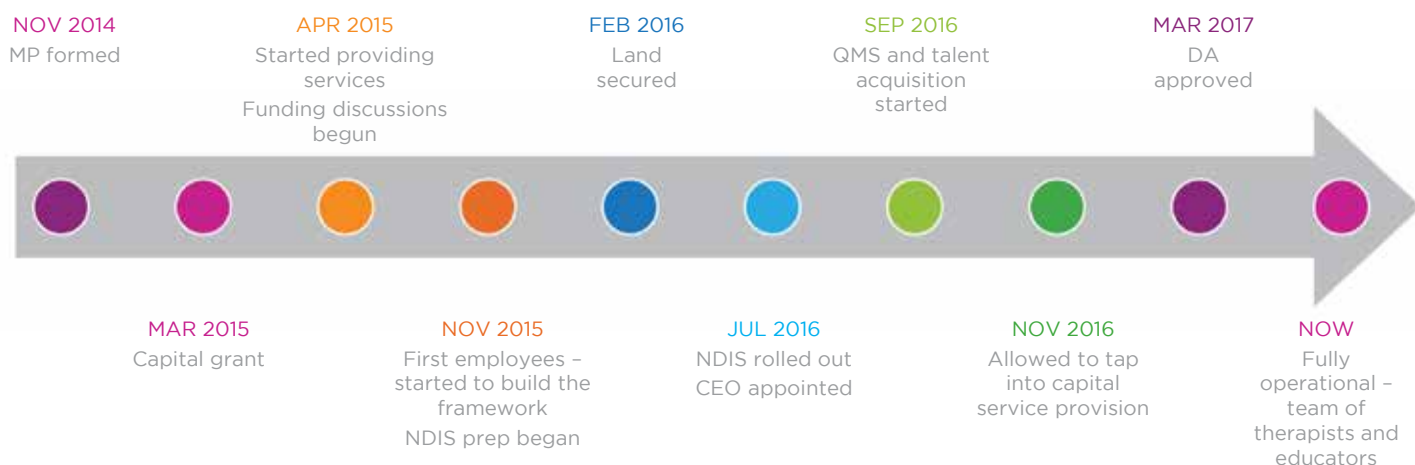 NOV 2014
MP formed
APR 2015
Started providing
services
Funding discussions
begun
FEB 2016
Land
secured
SEP 2016
QMS and talent
acquisition
started
MAR 2017
DA
approved
MAR 2015
Capital grant
NOV 2015
First employees –
started to build the
framework
NDIS prep began
JUL 2016
NDIS rolled out
CEO appointed
NOV 2016
Allowed to tap
into capital
service provision
NOW
Fully
operational –
team of
therapists and
educators